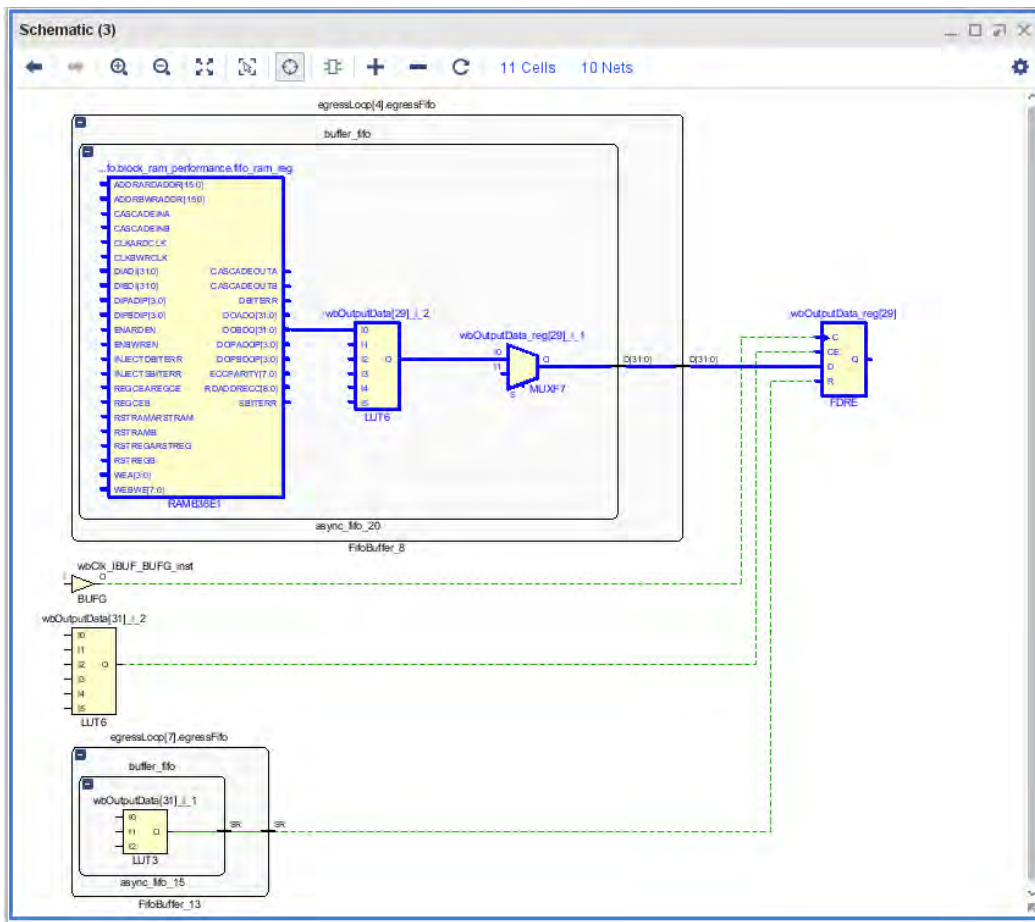 Schematic (3)
11 Cells 10 Nets
egressLoop[4].egressFifo
buffer_fifo
...fo.block_ram_performance.fifo_ram_reg
ADDRARDADDR[15:0]
ADDRBWRADDR[15:0]
CASCADEINA
CASCADEINB
CLKARDCLK
CLKBWRCLK
DIADI[31:0] CASCADEOUTA
DIBDI[31:0] CASCADEOUTB
DIPADIP[3:0] DBITERR
DIPBDIP[3:0] DOADO[31:0]
ENARDEN DOBDO[31:0]
ENBWREN DOPADOP[3:0]
INJECTDBITERR DOPBDOP[3:0]
INJECTSBITERR ECCPARITY[7:0]
REGCEAREGCE RDADDRECC[8:0]
REGCEB SBITERR
RSTRAMARSTRAM
RSTRAMB
RSTREGARSTREG
RSTREGB
WEA[3:0]
WEBWE[7:0]
RAMB36E1
wbOutputData[29]_i_2
I0
I1
I2 O
I3
I4
I5
LUT6
wbOutputData_reg[29]_i_1
I0
I1 O
S
MUXF7
D[31:0] D[31:0]
wbOutputData_reg[29]
C
CE Q
D
R
FDRE
async_fifo_20
FifoBuffer_8
wbClk_IBUF_BUFG_inst
I O
BUFG
wbOutputData[31]_i_2
I0
I1
I2 O
I3
I4
I5
LUT6
egressLoop[7].egressFifo
buffer_fifo
wbOutputData[31]_i_1
I0
I1 O
I2
LUT3
SR SR
async_fifo_15
FifoBuffer_13